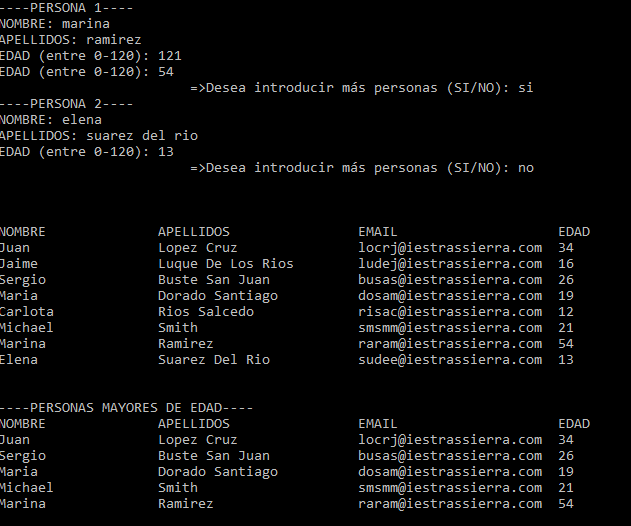 ----PERSONA 1----
NOMBRE: marina
APELLIDOS: ramirez
EDAD (entre 0-120): 121
EDAD (entre 0-120): 54
=>Desea introducir más personas (SI/NO): si
----PERSONA 2----
NOMBRE: elena
APELLIDOS: suarez del rio
EDAD (entre 0-120): 13
=>Desea introducir más personas (SI/NO): no
NOMBRE APELLIDOS EMAIL EDAD
Juan Lopez Cruz locrj@iestrassierra.com 34
Jaime Luque De Los Rios ludej@iestrassierra.com 16
Sergio Buste San Juan busas@iestrassierra.com 26
Maria Dorado Santiago dosam@iestrassierra.com 19
Carlota Rios Salcedo risac@iestrassierra.com 12
Michael Smith smsmm@iestrassierra.com 21
Marina Ramirez raram@iestrassierra.com 54
Elena Suarez Del Rio sudee@iestrassierra.com 13
----PERSONAS MAYORES DE EDAD----
NOMBRE APELLIDOS EMAIL EDAD
Juan Lopez Cruz locrj@iestrassierra.com 34
Sergio Buste San Juan busas@iestrassierra.com 26
Maria Dorado Santiago dosam@iestrassierra.com 19
Michael Smith smsmm@iestrassierra.com 21
Marina Ramirez raram@iestrassierra.com 54